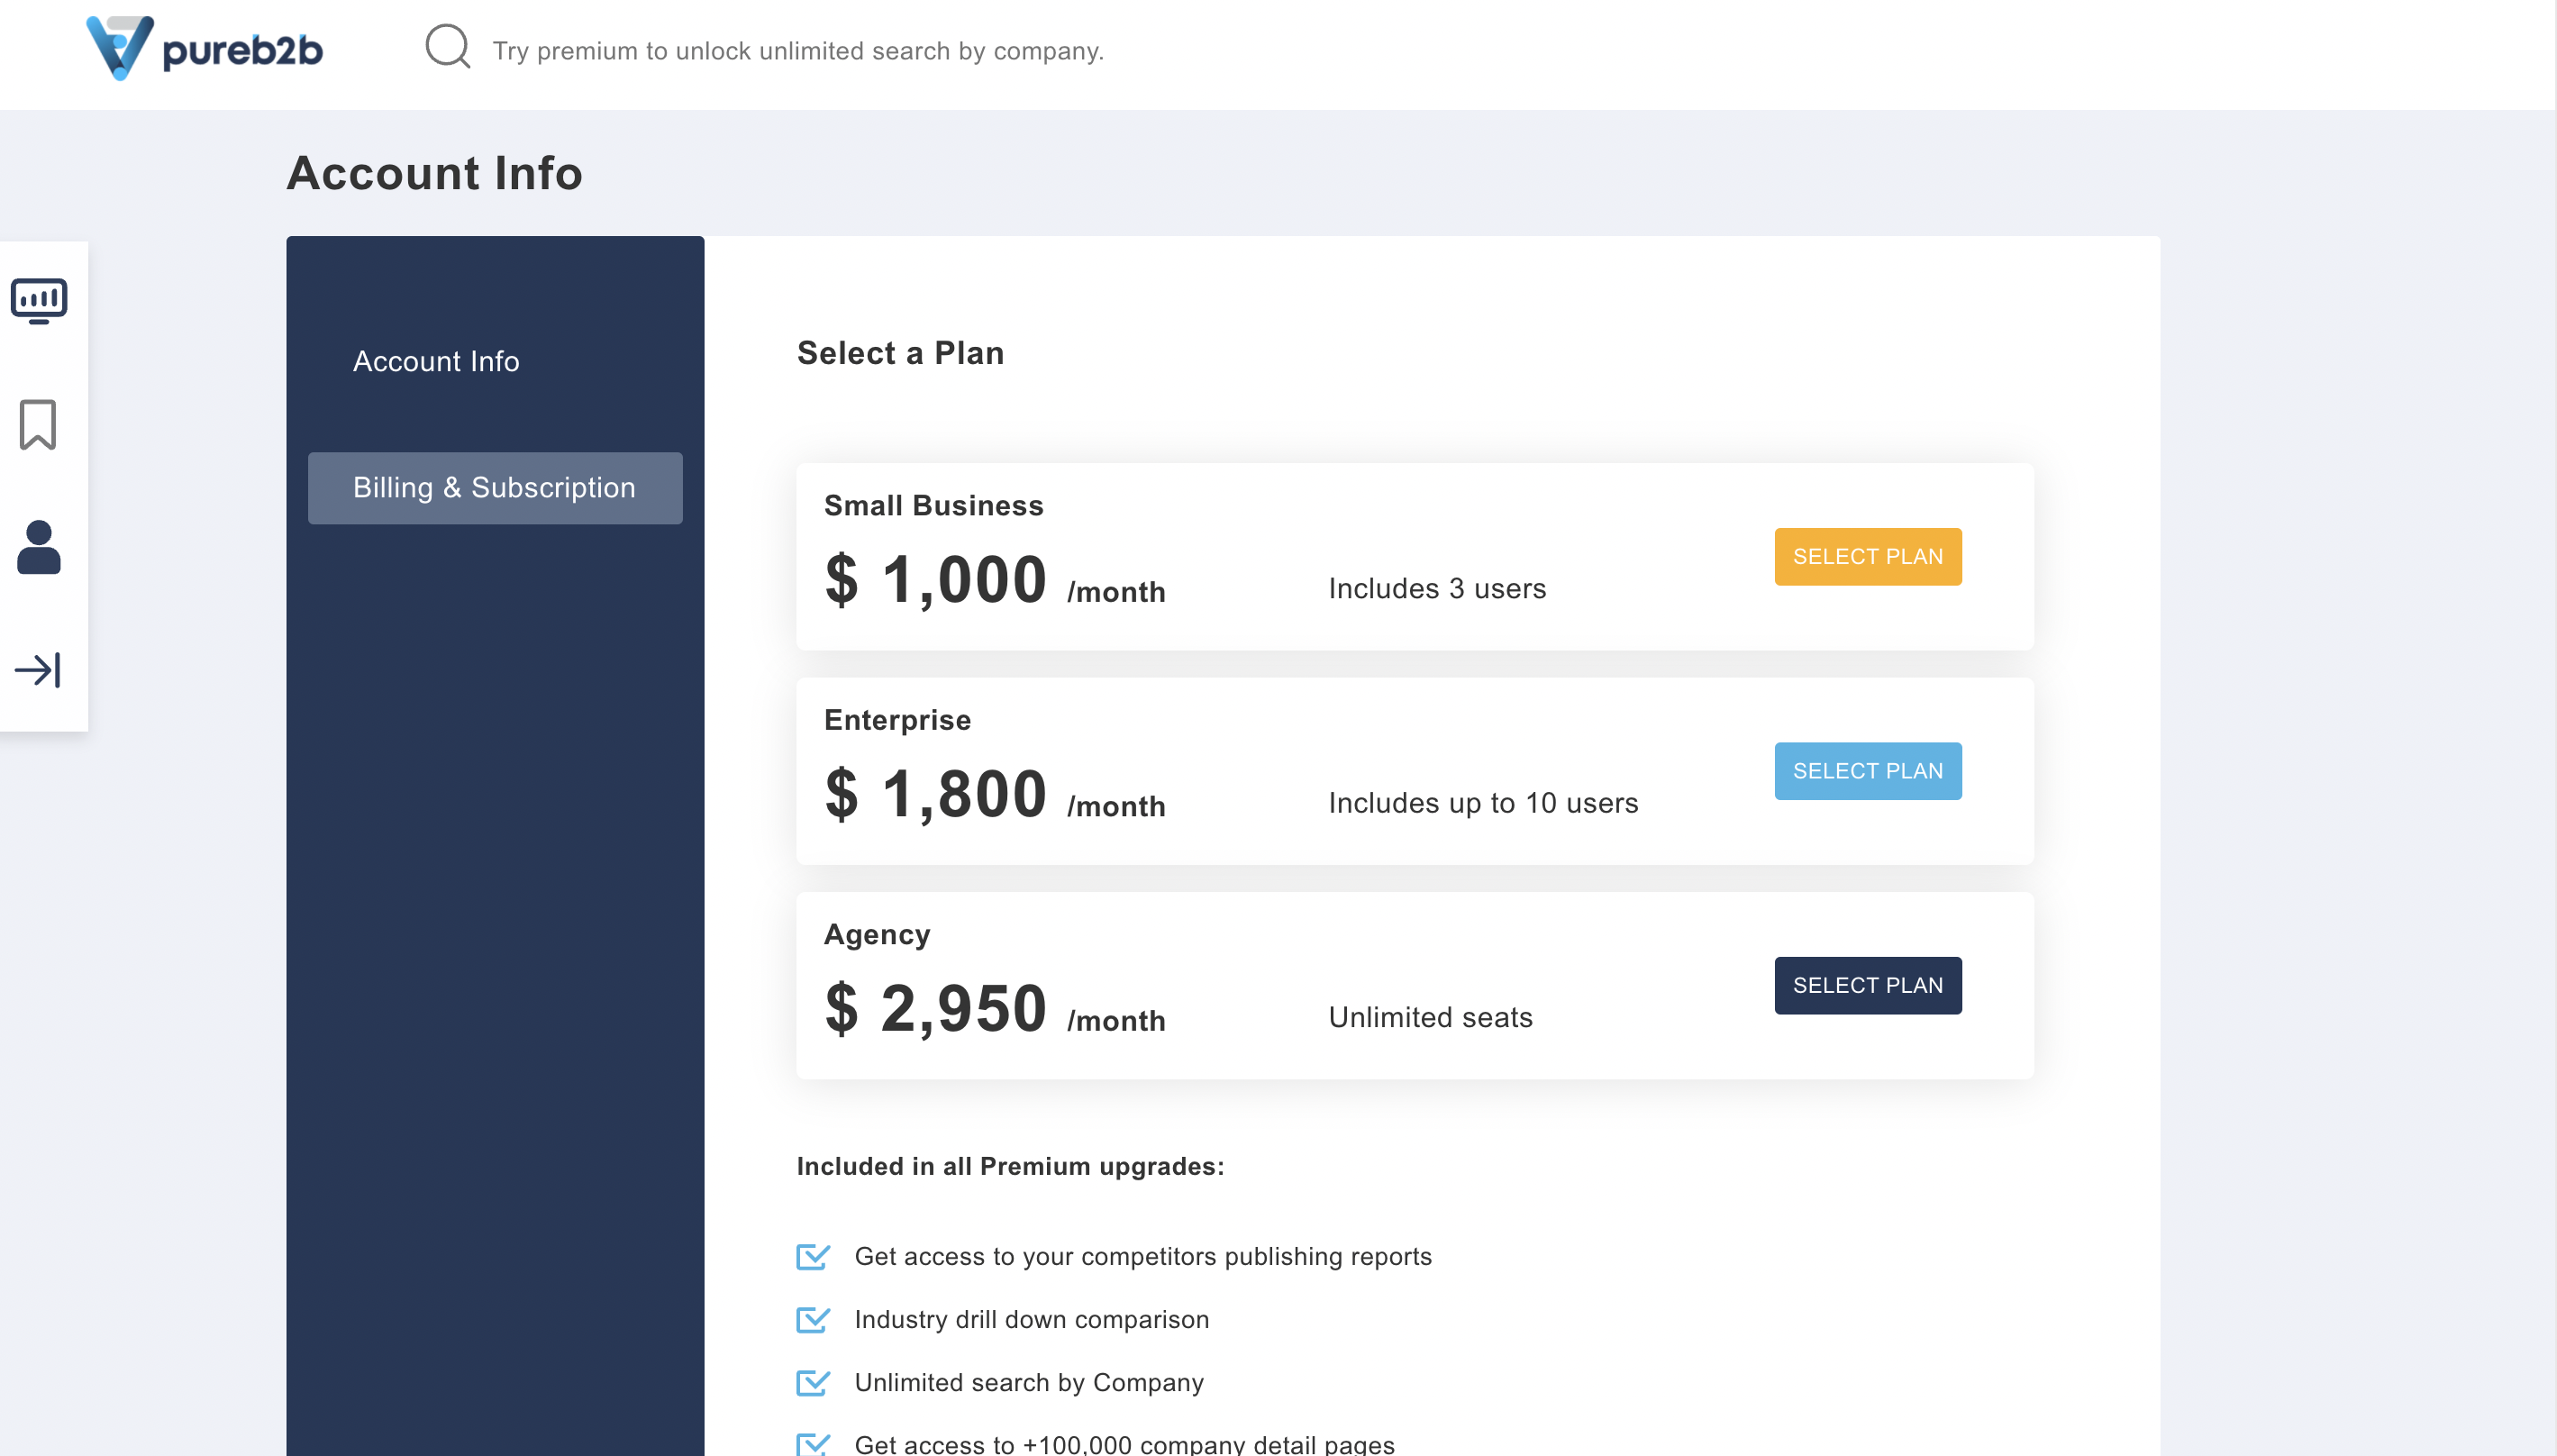 pureb2b
Try premium to unlock unlimited search by company.
Account Info
Account Info
Billing & Subscription
Select a Plan
Small Business
$ 1,000 /month
Includes 3 users
SELECT PLAN
Enterprise
$ 1,800 /month
Includes up to 10 users
SELECT PLAN
Agency
$ 2,950 /month
Unlimited seats
SELECT PLAN
Included in all Premium upgrades:
Get access to your competitors publishing reports
Industry drill down comparison
Unlimited search by Company
Get access to +100,000 company detail pages